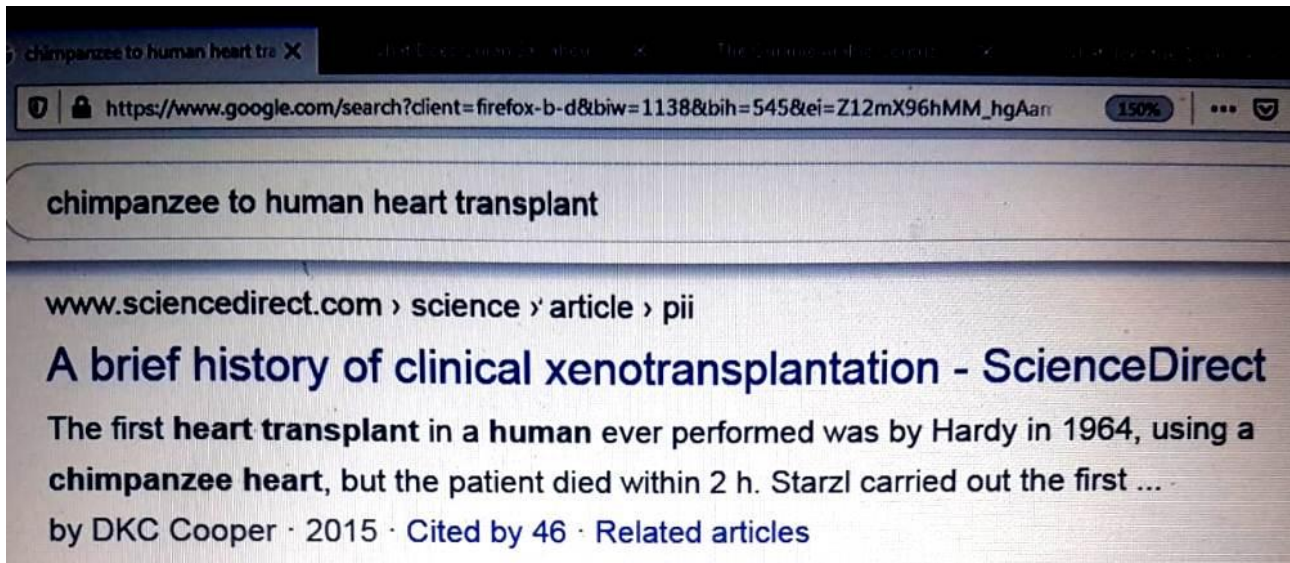 chimpanzee to human heart tra
https://www.google.com/search?client=firefox-b-d&biw=1138&bih=545&ei=Z12mX96hMM_hgAan
150%
chimpanzee to human heart transplant
www.sciencedirect.com › science › article › pii
A brief history of clinical xenotransplantation - ScienceDirect
The first heart transplant in a human ever performed was by Hardy in 1964, using a
chimpanzee heart, but the patient died within 2 h. Starzl carried out the first ...
by DKC Cooper · 2015 · Cited by 46 · Related articles